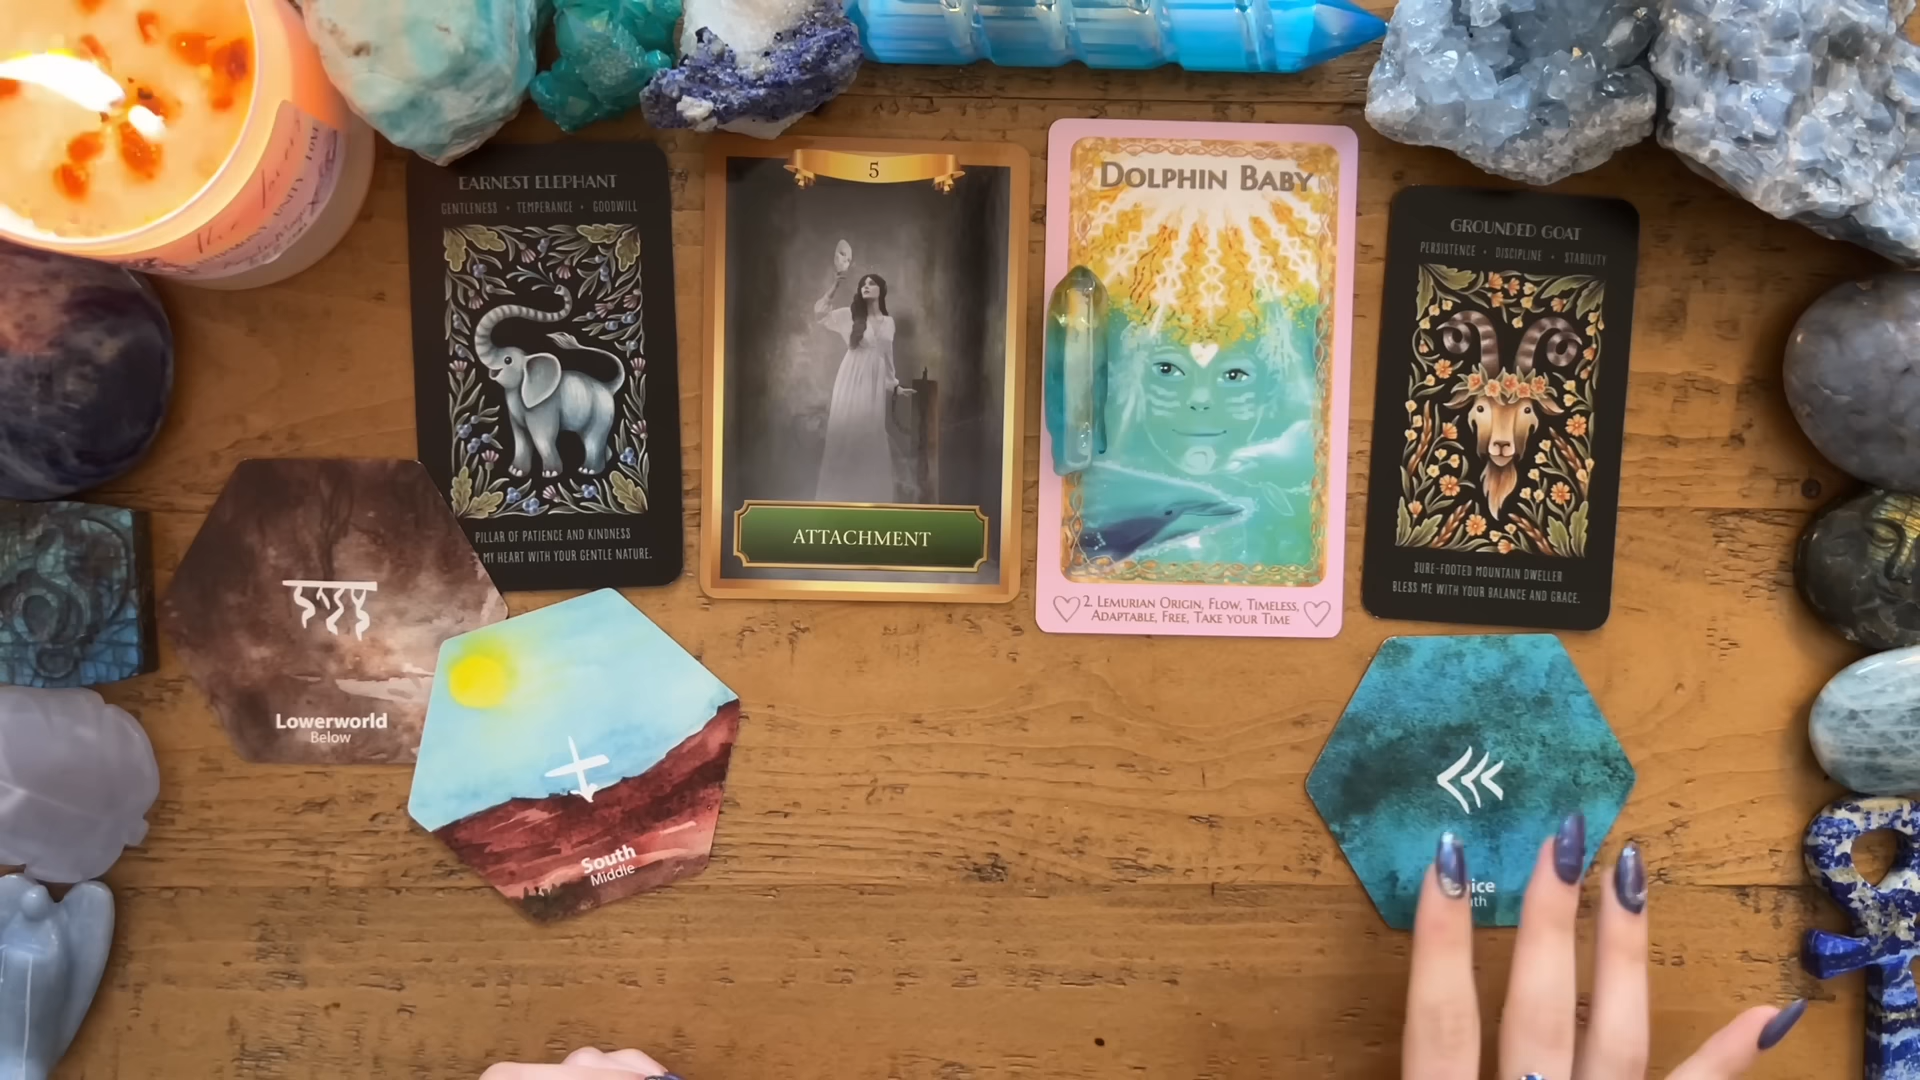 EARNEST ELEPHANT
GENTLENESS • TEMPERANCE • GOODWILL
PILLAR OF PATIENCE AND KINDNESS
MY HEART WITH YOUR GENTLE NATURE.
5
ATTACHMENT
DOLPHIN BABY
2. LEMURIAN ORIGIN, FLOW, TIMELESS,
ADAPTABLE, FREE, TAKE YOUR TIME
GROUNDED GOAT
PERSISTENCE • DISCIPLINE • STABILITY
SURE-FOOTED MOUNTAIN DWELLER
BLESS ME WITH YOUR BALANCE AND GRACE.
Lowerworld
Below
South
Middle